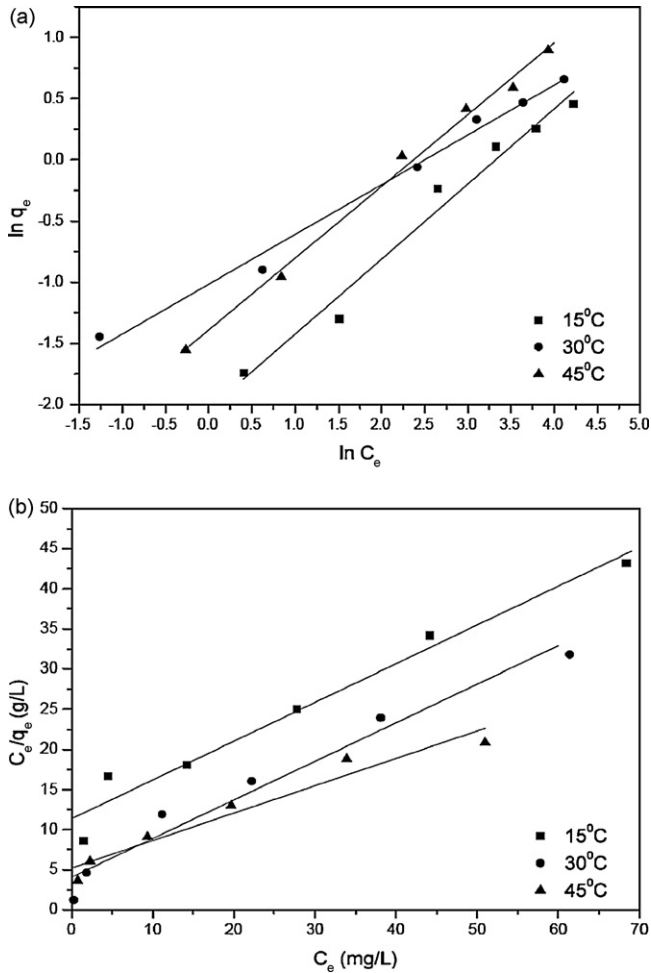 (a)
1.0
0.5
0.0
-0.5
-1.0
-1.5
-2.0
ln qₑ
15⁰C
30⁰C
45⁰C
-1.5 -1.0 -0.5 0.0 0.5 1.0 1.5 2.0 2.5 3.0 3.5 4.0 4.5 5.0
ln Cₑ
(b)
50
45
40
35
30
25
20
15
10
5
0
Cₑ/qₑ (g/L)
15⁰C
30⁰C
45⁰C
0 10 20 30 40 50 60 70
Cₑ (mg/L)